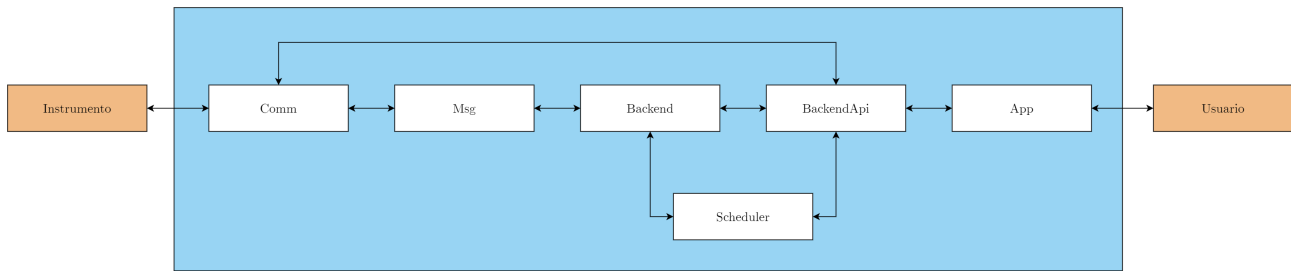 Instrumento
Comm
Msg
Backend
BackendApi
App
Usuario
Scheduler